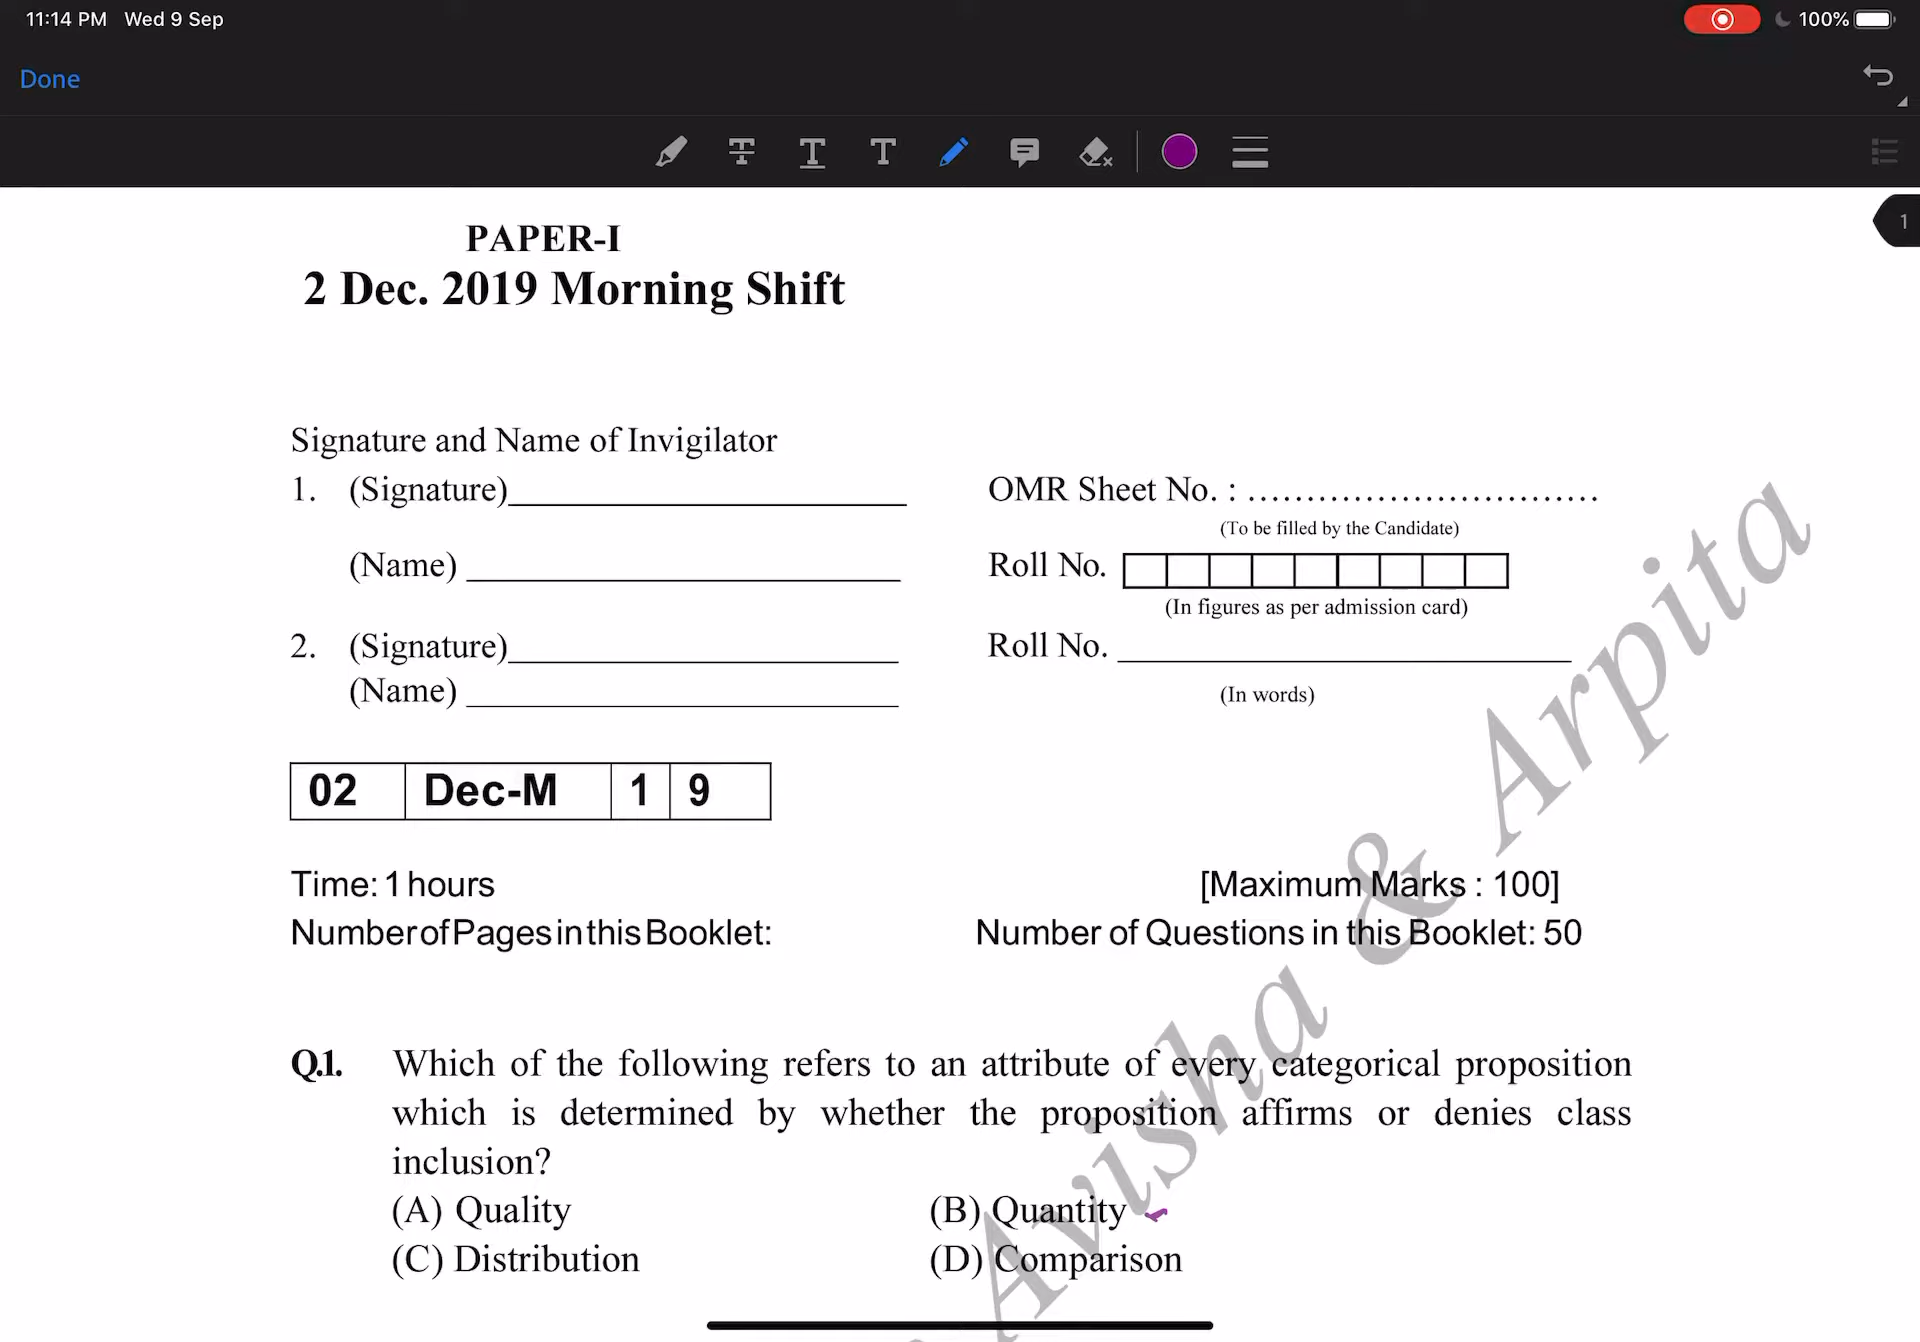 11:14 PM Wed 9 Sep
100%
Done
1
PAPER-I
2 Dec. 2019 Morning Shift
Signature and Name of Invigilator
1. (Signature)
OMR Sheet No. : ..............................
(To be filled by the Candidate)
(Name)
Roll No.
(In figures as per admission card)
2. (Signature)
Roll No.
(Name)
(In words)
02 Dec-M 1 9
Time: 1 hours
[Maximum Marks : 100]
Number of Pages in this Booklet:
Number of Questions in this Booklet: 50
Q.1. Which of the following refers to an attribute of every categorical proposition
which is determined by whether the proposition affirms or denies class
inclusion?
(A) Quality
(B) Quantity
(C) Distribution
(D) Comparison
Avisha & Arpita